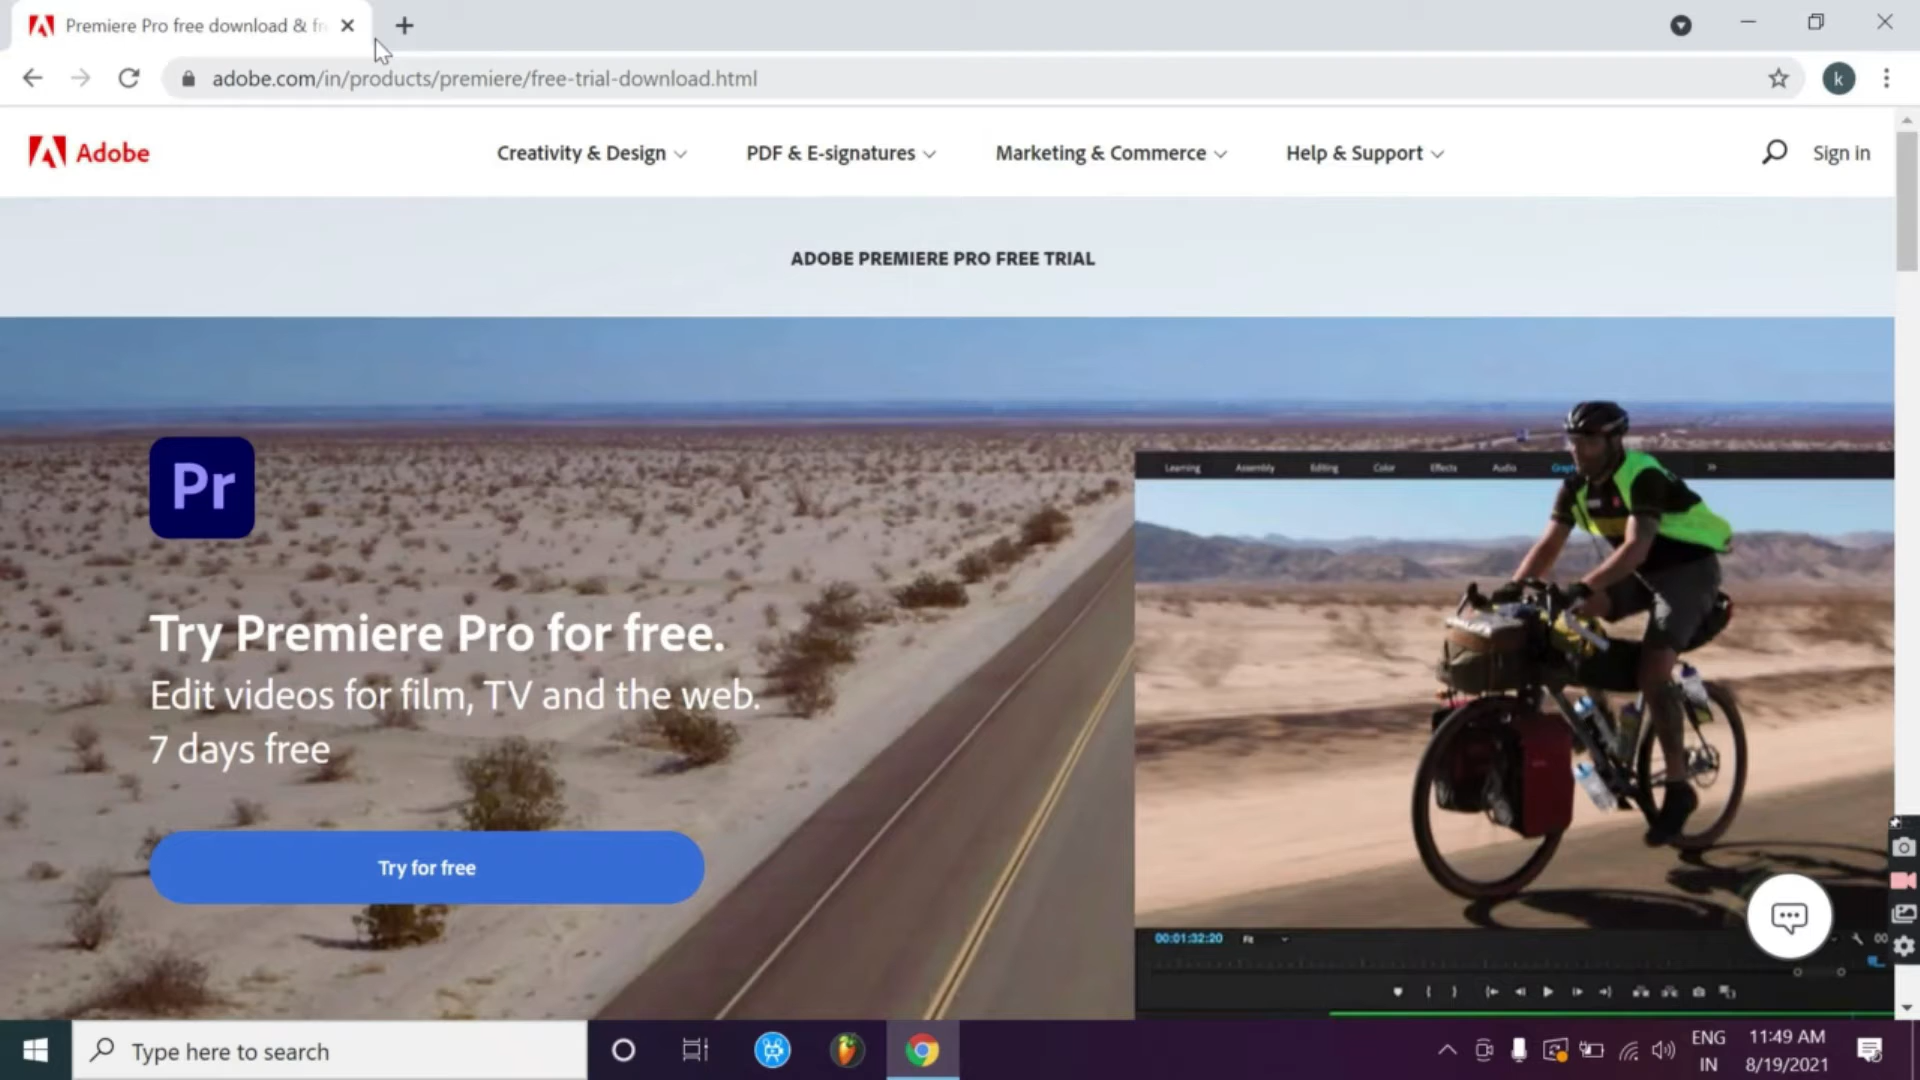 Premiere Pro free download & fr
adobe.com/in/products/premiere/free-trial-download.html
k
Adobe
Creativity & Design
PDF & E-signatures
Marketing & Commerce
Help & Support
Sign in
ADOBE PREMIERE PRO FREE TRIAL
Pr
Learning Assembly Editing Color Effects Audio Graph
Try Premiere Pro for free.
Edit videos for film, TV and the web.
7 days free
Try for free
00:01:32:20 Fit
00
Type here to search
ENG
IN
11:49 AM
8/19/2021